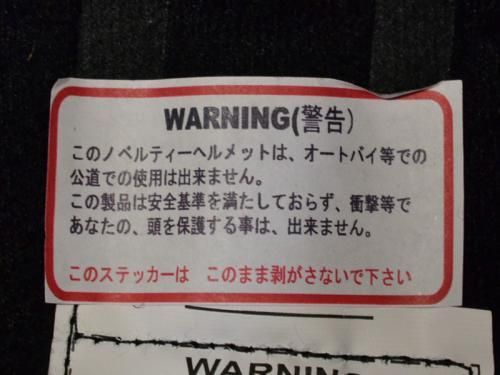 WARNING(警告)
このノベルティーヘルメットは、オートバイ等での
公道での使用は出来ません。
この製品は安全基準を満たしておらず、衝撃等で
あなたの、頭を保護する事は、出来ません。
このステッカーは　このまま剥がさないで下さい
WARNING